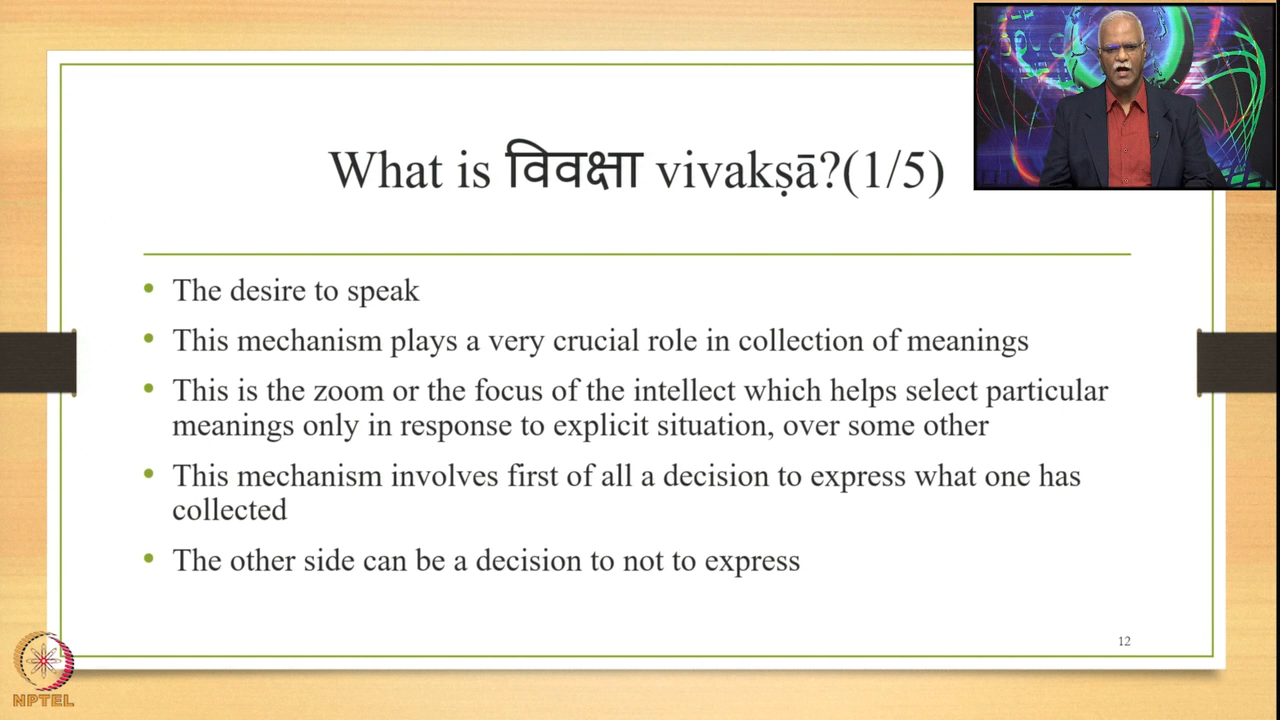 What is विवक्षा vivakṣā?(1/5)
• The desire to speak
• This mechanism plays a very crucial role in collection of meanings
• This is the zoom or the focus of the intellect which helps select particular
meanings only in response to explicit situation, over some other
• This mechanism involves first of all a decision to express what one has
collected
• The other side can be a decision to not to express
12
NPTEL